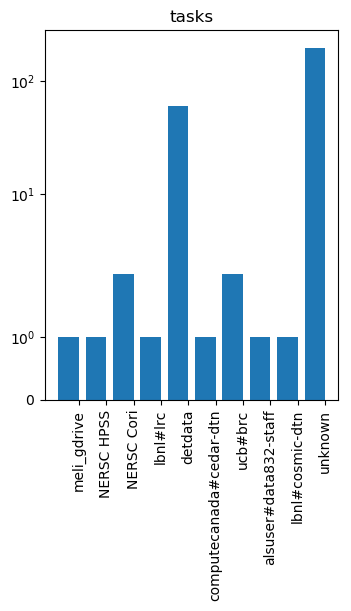 tasks
10²
10¹
10⁰
0
meli_gdrive
NERSC HPSS
NERSC Cori
lbnl#lrc
detdata
computecanada#cedar-dtn
ucb#brc
alsuser#data832-staff
lbnl#cosmic-dtn
unknown